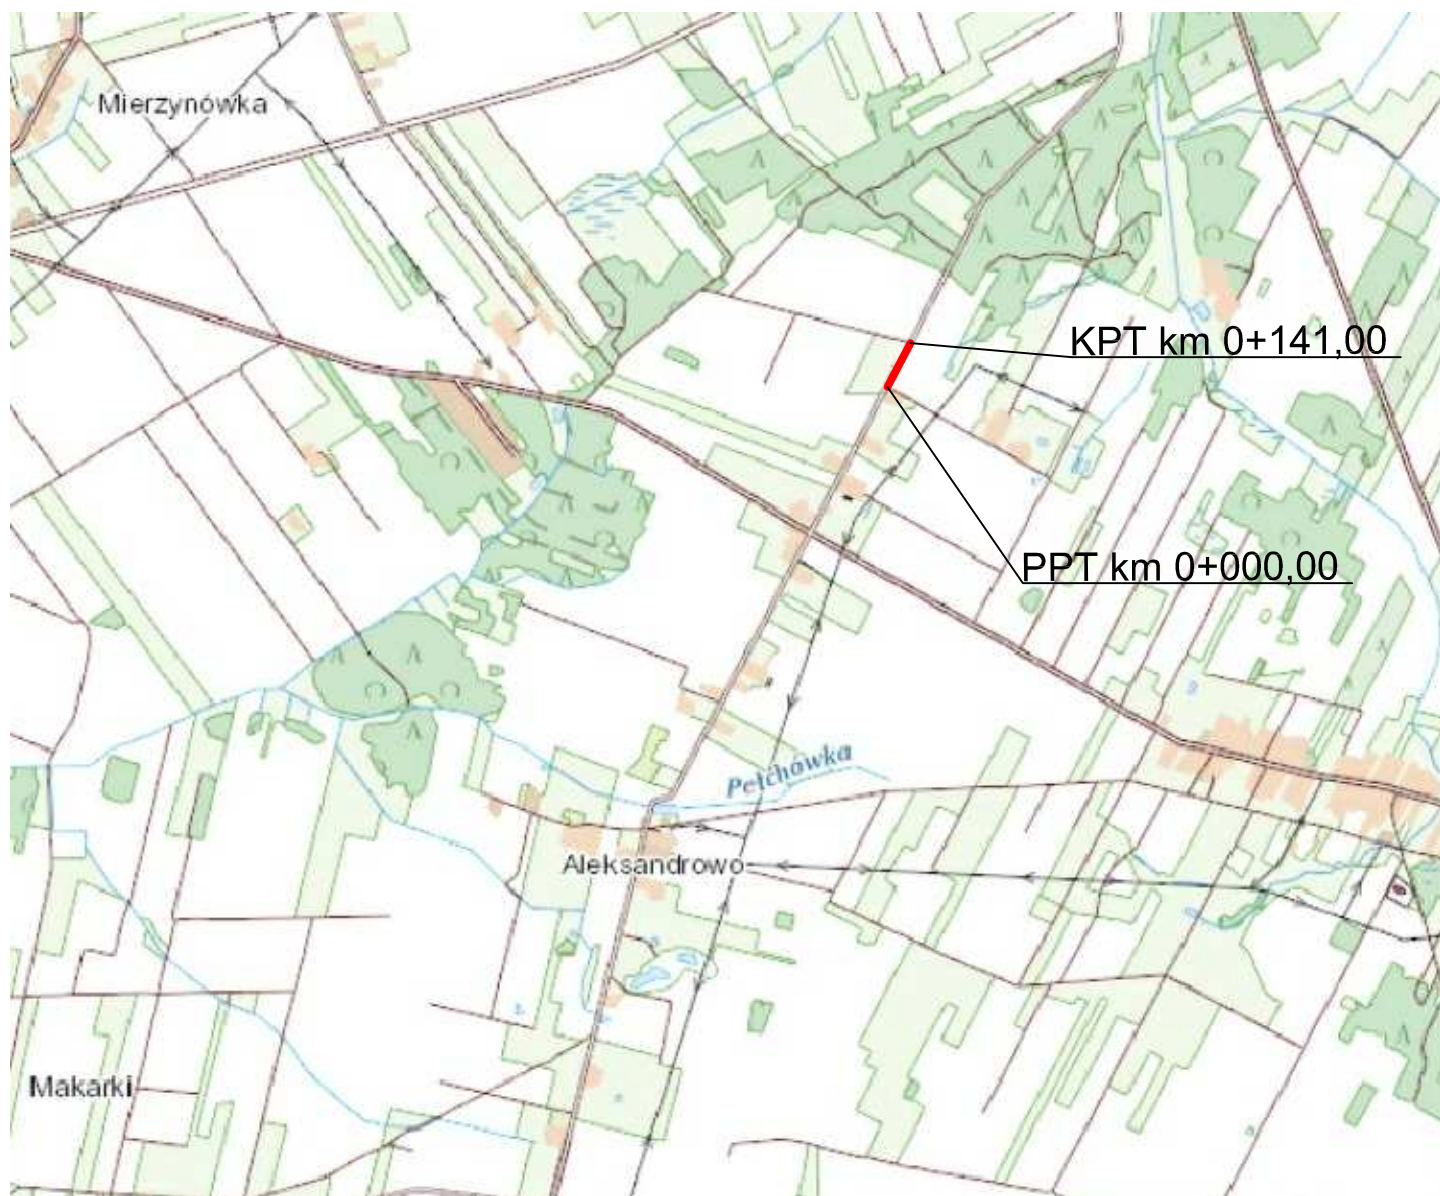 Mierzynówka
KPT km 0+141,00
PPT km 0+000,00
Pełchówka
Aleksandrowo
Makarki